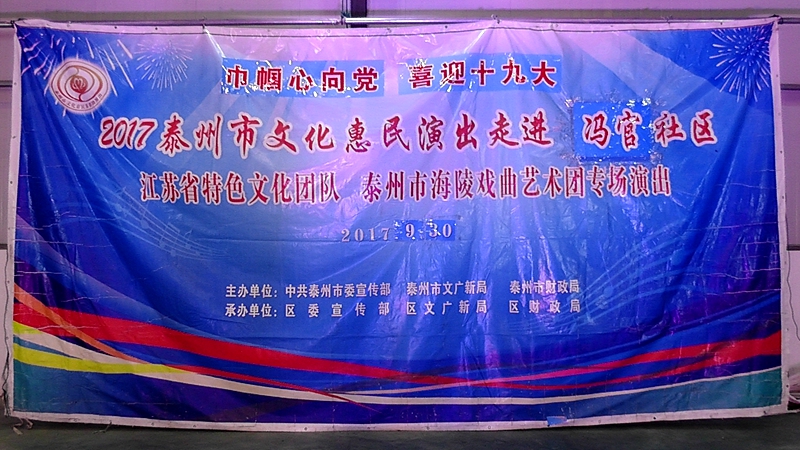 巾帼心向党 喜迎十九大
2017泰州市文化惠民演出走进 冯官 社区
江苏省特色文化团队 泰州市海陵戏曲艺术团专场演出
2017.9.30
主办单位：中共泰州市委宣传部 泰州市文广新局 泰州市财政局
承办单位：区委宣传部 区文广新局 区财政局